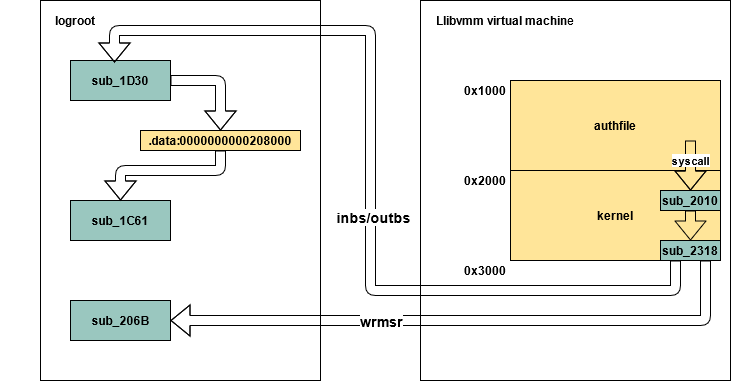 logroot
sub_1D30
.data:0000000000208000
sub_1C61
sub_206B
inbs/outbs
wrmsr
Llibvmm virtual machine
0x1000
authfile
syscall
0x2000
sub_2010
kernel
sub_2318
0x3000